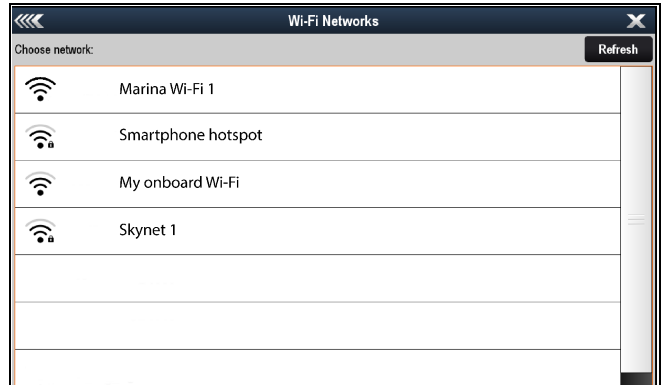 Wi-Fi Networks
Choose network:
Refresh
Marina Wi-Fi 1
Smartphone hotspot
My onboard Wi-Fi
Skynet 1